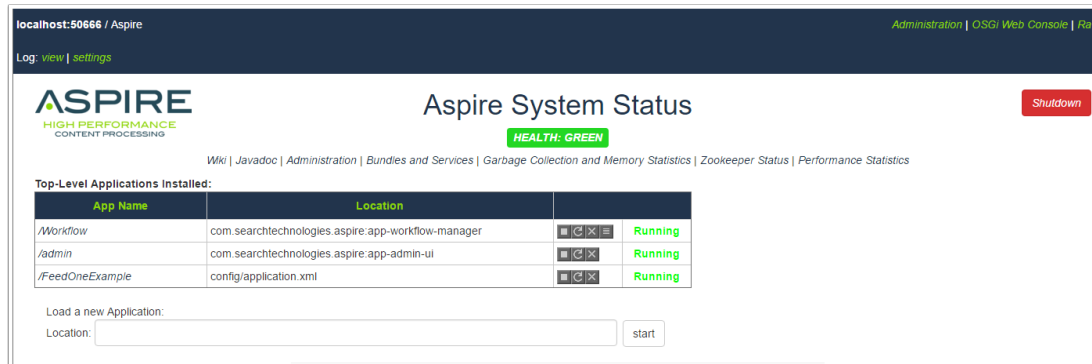 localhost:50666 / Aspire
Administration | OSGi Web Console |
Log: view | settings
ASPIRE
HIGH PERFORMANCE
CONTENT PROCESSING
Aspire System Status
Shutdown
HEALTH: GREEN
Wiki | Javadoc | Administration | Bundles and Services | Garbage Collection and Memory Statistics | Zookeeper Status | Performance Statistics
Top-Level Applications Installed:
App Name Location
/Workflow com.searchtechnologies.aspire:app-workflow-manager Running
/admin com.searchtechnologies.aspire:app-admin-ui Running
/FeedOneExample config/application.xml Running
Load a new Application:
Location: start